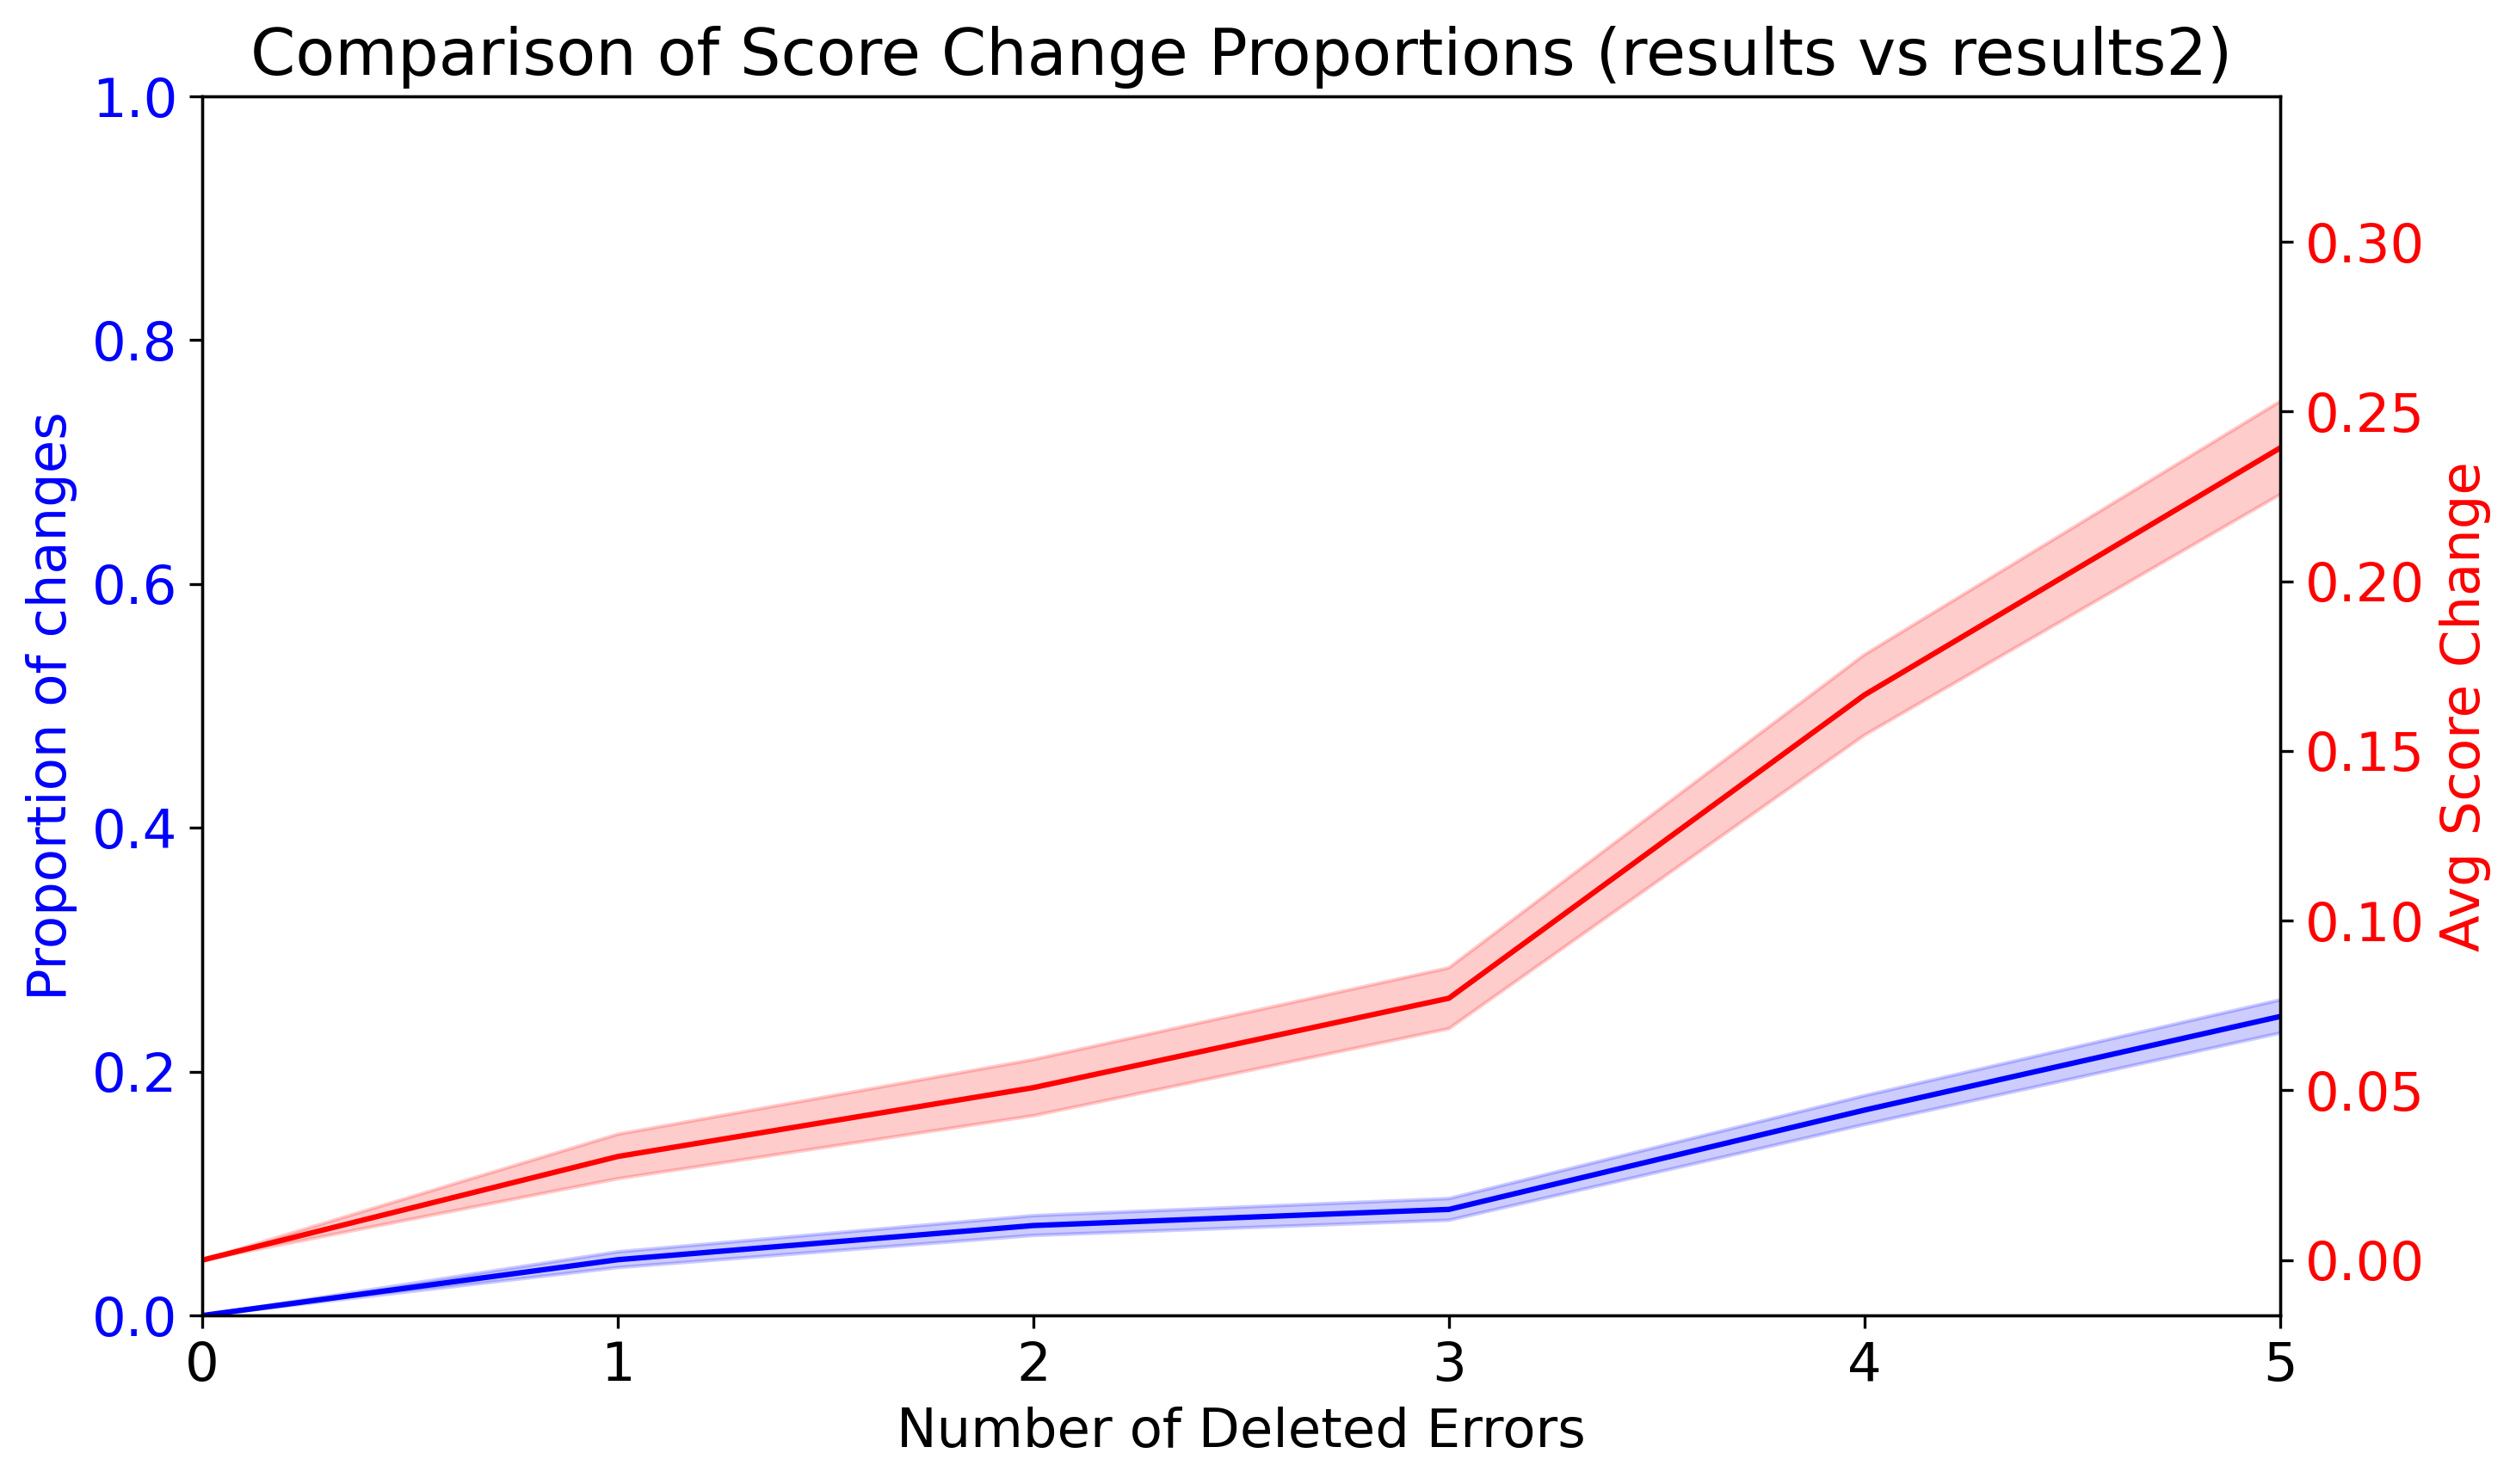 Comparison of Score Change Proportions (results vs results2)
Proportion of changes
1.0
0.8
0.6
0.4
0.2
0.0
0 1 2 3 4 5
Number of Deleted Errors
0.30
0.25
0.20
0.15
0.10
0.05
0.00
Avg Score Change